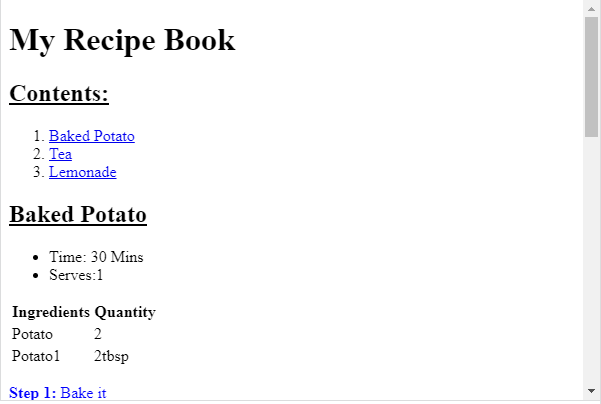 My Recipe Book
Contents:
1. Baked Potato
2. Tea
3. Lemonade
Baked Potato
• Time: 30 Mins
• Serves:1
Ingredients Quantity
Potato 2
Potato1 2tbsp
Step 1: Bake it